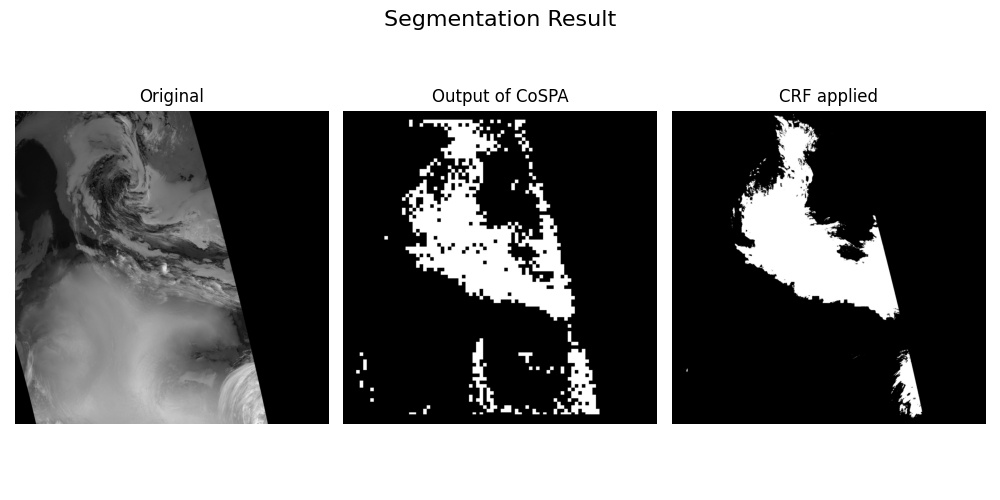 Segmentation Result
Original
Output of CoSPA
CRF applied